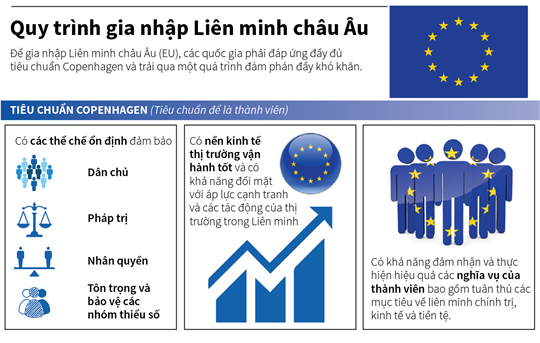 Quy trình gia nhập Liên minh châu Âu
Để gia nhập Liên minh châu Âu (EU), các quốc gia phải đáp ứng đầy đủ
tiêu chuẩn Copenhagen và trải qua một quá trình đàm phán đầy khó khăn.
TIÊU CHUẨN COPENHAGEN (Tiêu chuẩn để là thành viên)
Có các thể chế ổn định đảm bảo
Dân chủ
Pháp trị
Nhân quyền
Tôn trọng và
bảo vệ các
nhóm thiểu số
Có nền kinh tế
thị trường vận
hành tốt và có
khả năng đối mặt
với áp lực cạnh tranh
và các tác động của thị
trường trong Liên minh
Có khả năng đảm nhận và thực
hiện hiệu quả các nghĩa vụ của
thành viên bao gồm tuân thủ các
mục tiêu về liên minh chính trị,
kinh tế và tiền tệ.